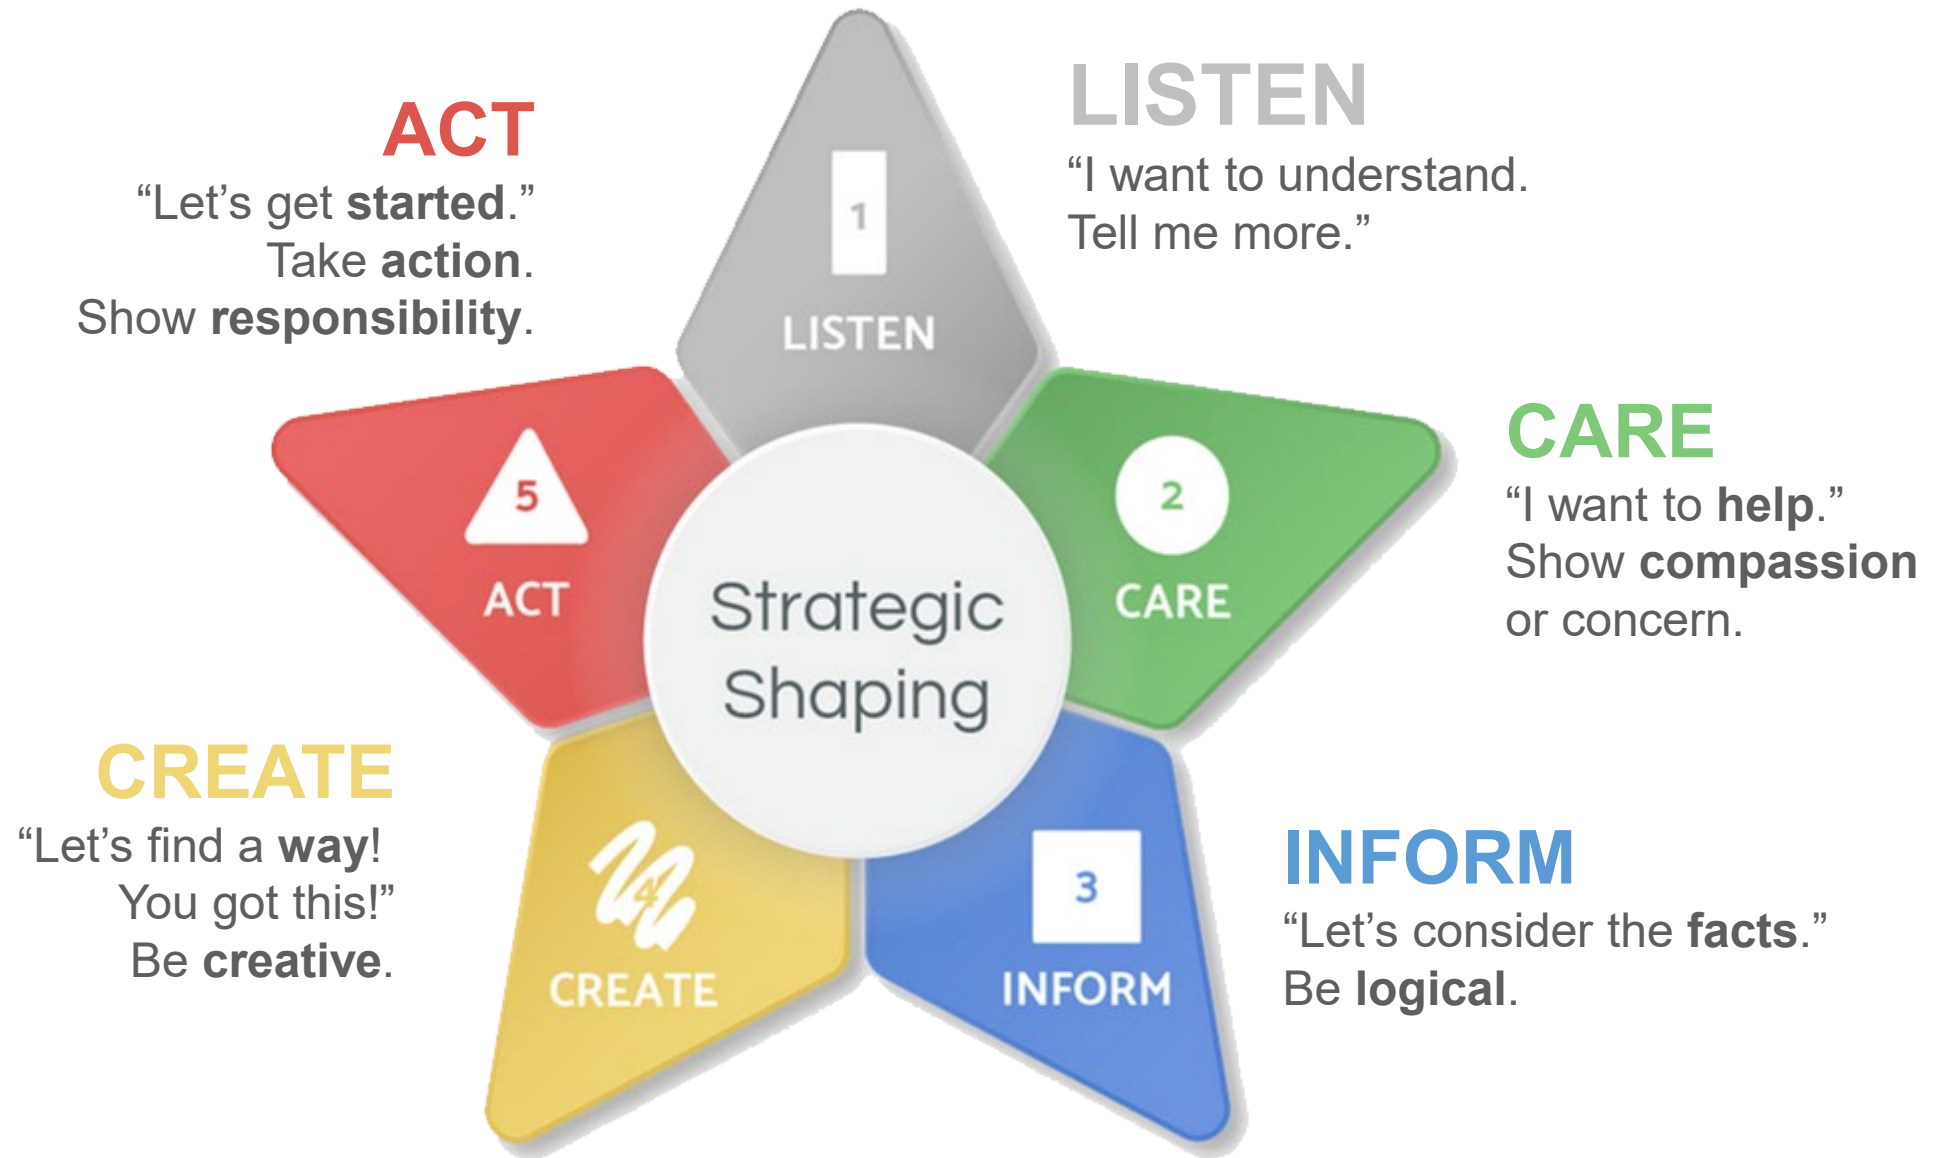 LISTEN
“I want to understand.
Tell me more.”
ACT
“Let’s get started.”
Take action.
Show responsibility.
1
LISTEN
CARE
“I want to help.”
Show compassion
or concern.
5
ACT
2
CARE
Strategic
Shaping
CREATE
“Let’s find a way!
You got this!”
Be creative.
4
CREATE
3
INFORM
INFORM
“Let’s consider the facts.”
Be logical.